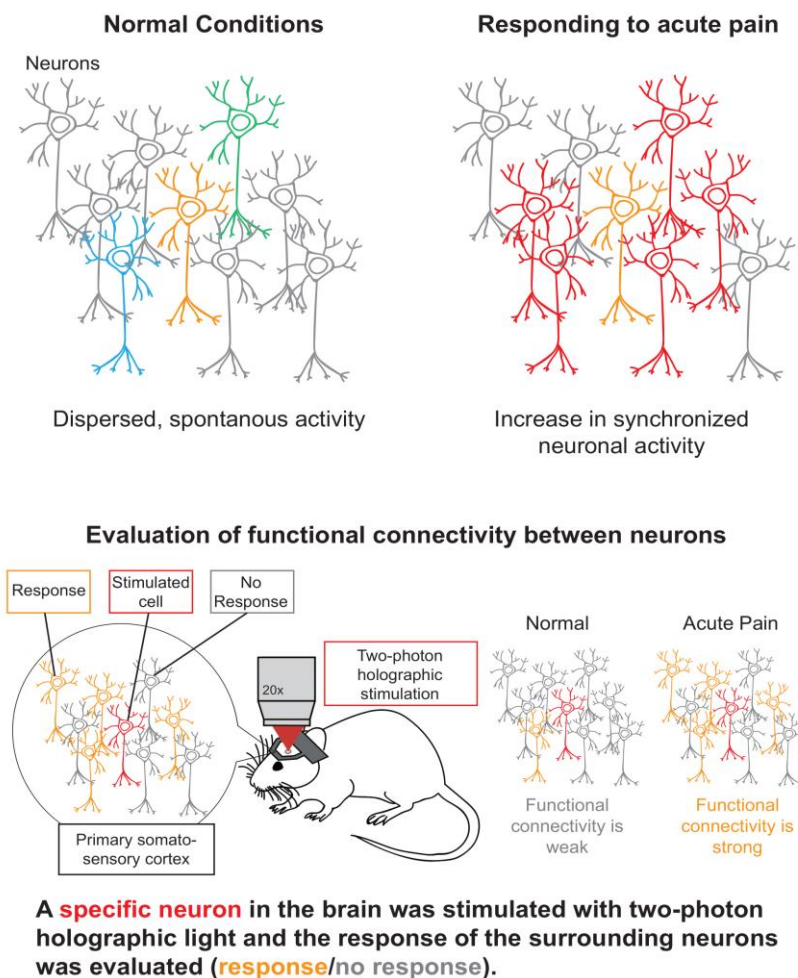 Normal Conditions
Responding to acute pain
Neurons
Dispersed, spontanous activity
Increase in synchronized
neuronal activity
Evaluation of functional connectivity between neurons
Response
Stimulated
cell
No
Response
20x
Two-photon
holographic
stimulation
Primary somato-
sensory cortex
Normal
Acute Pain
Functional
connectivity is
weak
Functional
connectivity is
strong
A specific neuron in the brain was stimulated with two-photon
holographic light and the response of the surrounding neurons
was evaluated (response/no response).